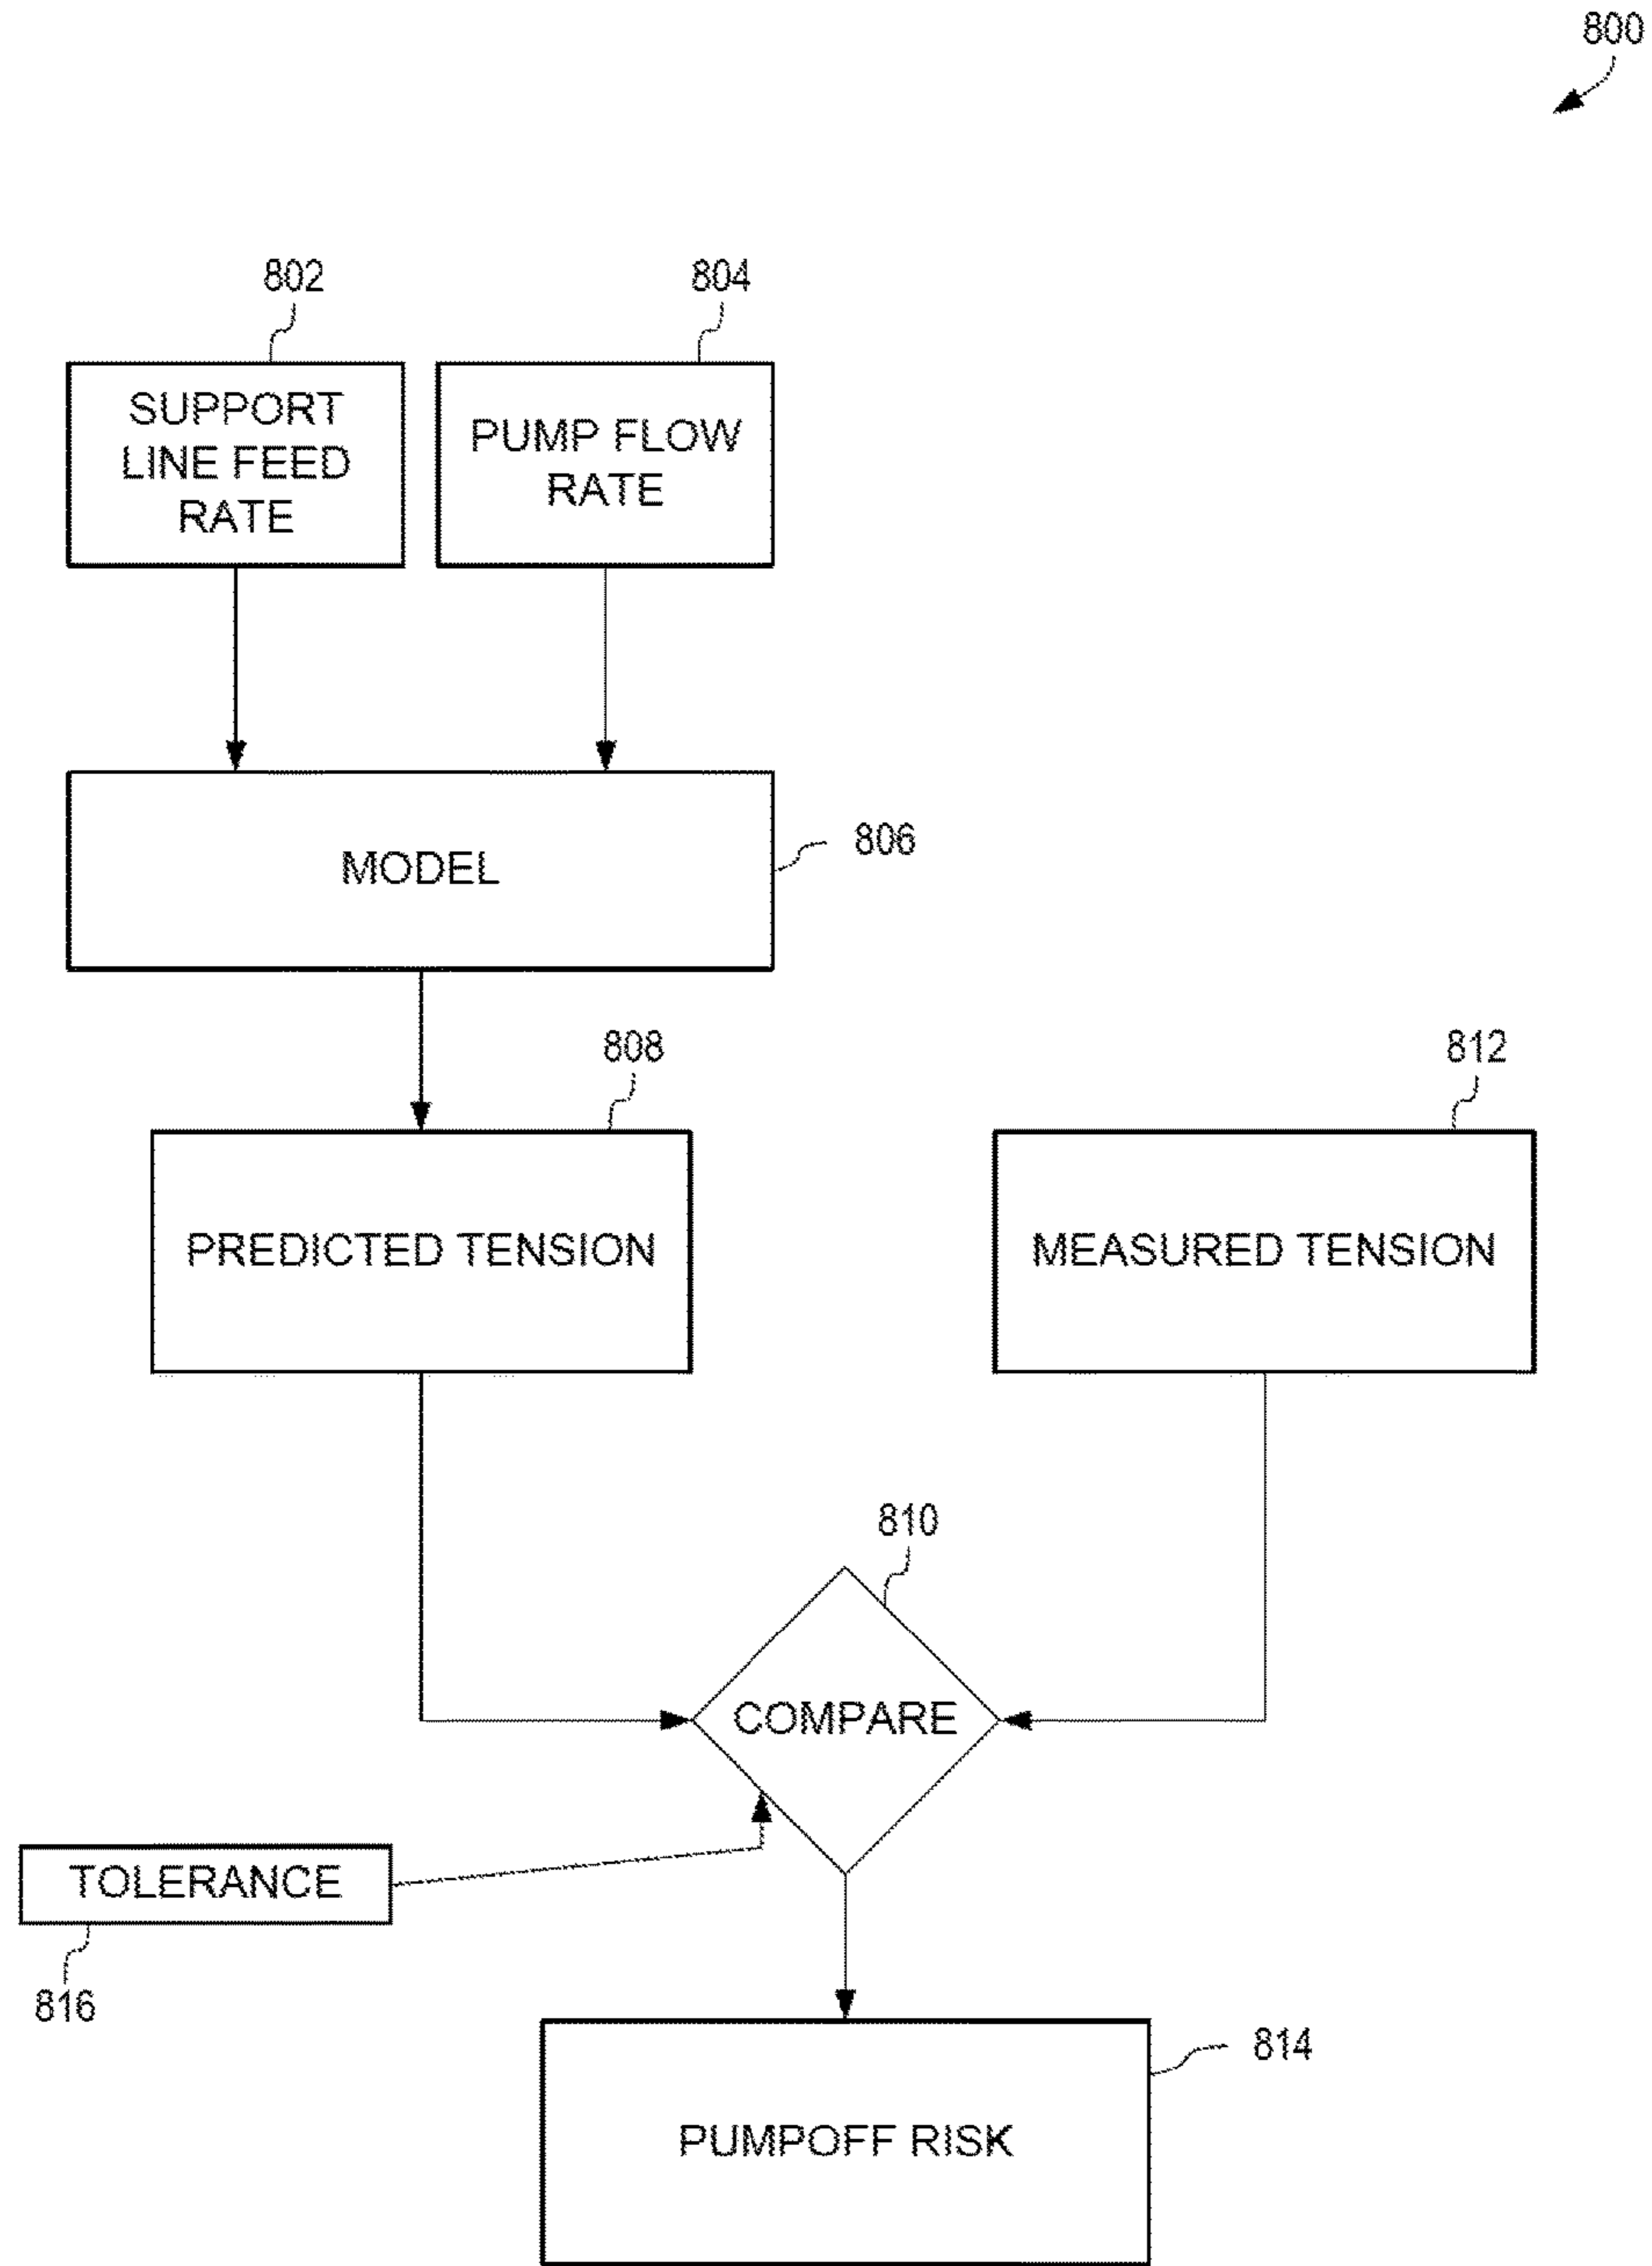 800
802
804
SUPPORT
LINE FEED
RATE
PUMP FLOW
RATE
MODEL
806
808
812
PREDICTED TENSION
MEASURED TENSION
810
COMPARE
TOLERANCE
816
814
PUMPOFF RISK